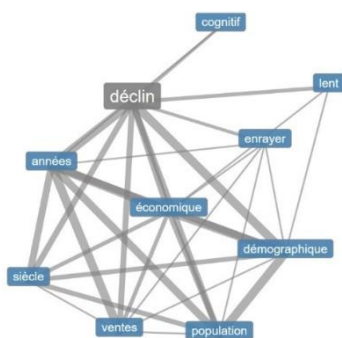 cognitif
lent
déclin
enrayer
années
économique
démographique
siècle
ventes
population